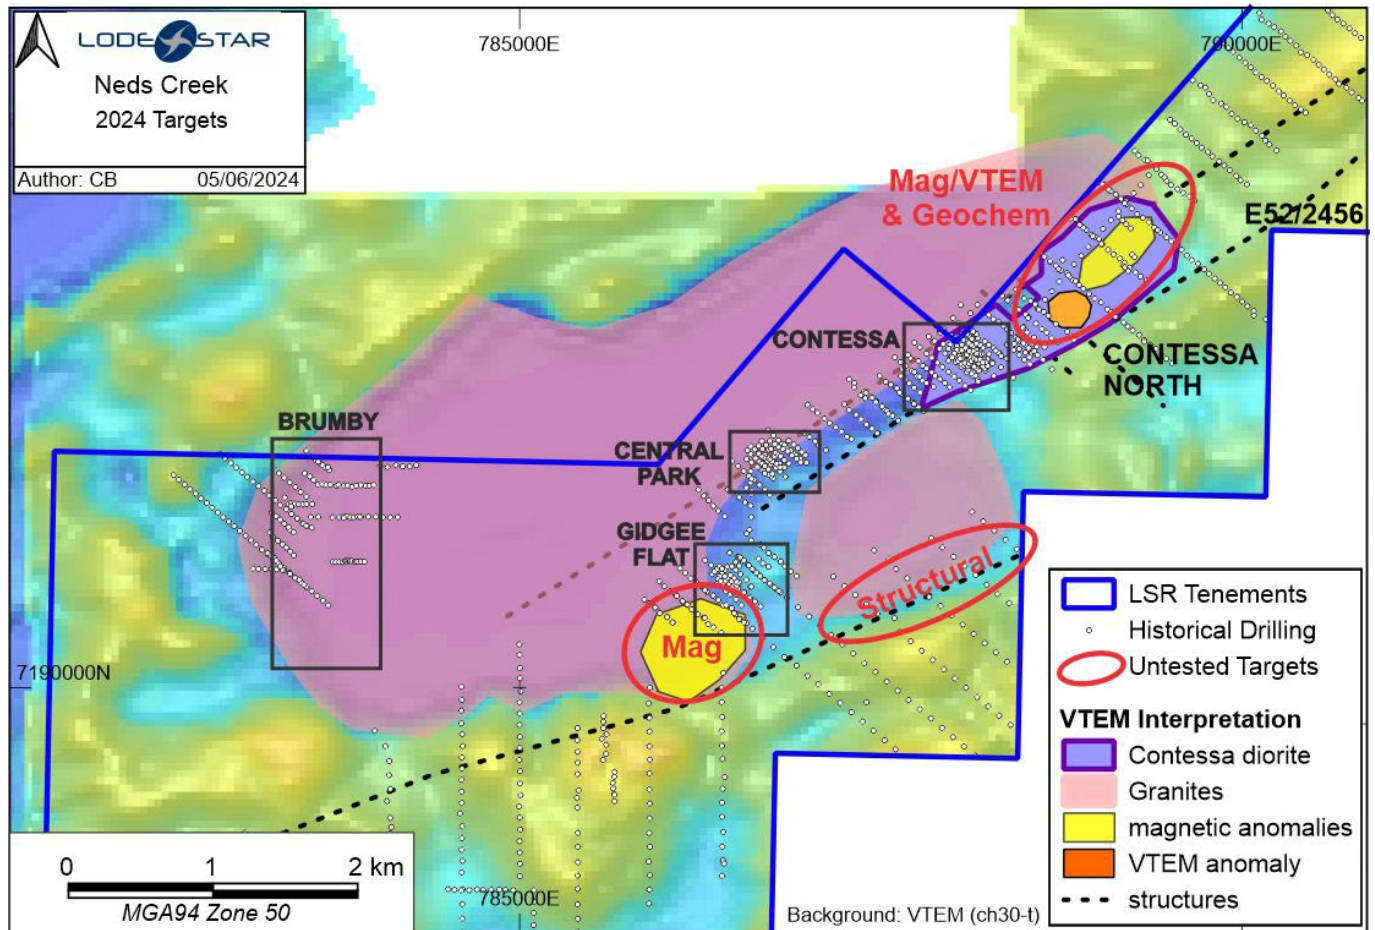 LODESTAR
Neds Creek
2024 Targets
Author: CB 05/06/2024
785000E
790000E
Mag/VTEM
& Geochem
E52/2456
CONTESSA
CONTESSA
NORTH
BRUMBY
CENTRAL
PARK
GIDGEE
FLAT
Structural
Mag
7190000N
LSR Tenements
Historical Drilling
Untested Targets
VTEM Interpretation
Contessa diorite
Granites
magnetic anomalies
VTEM anomaly
structures
0 1 2 km
MGA94 Zone 50
785000E
Background: VTEM (ch30-t)